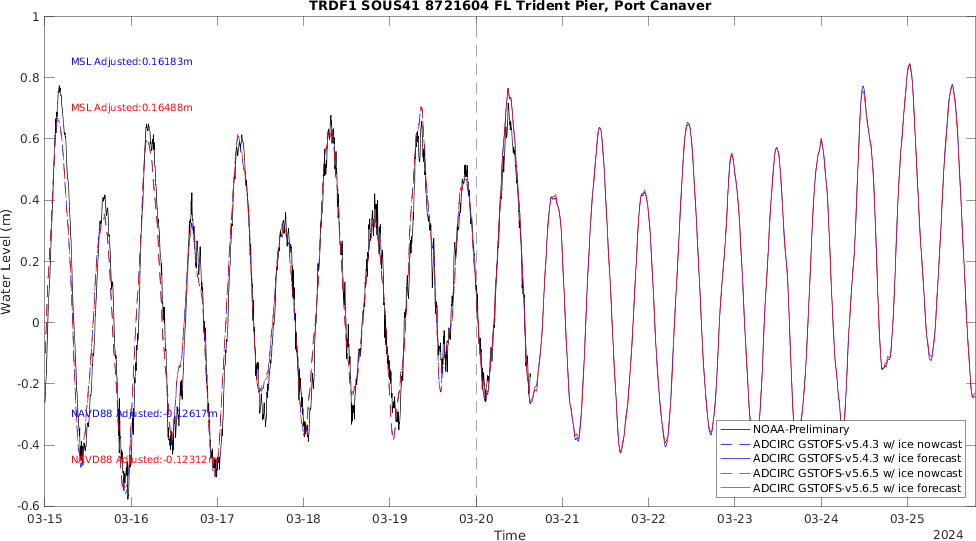 TRDF1 SOUS41 8721604 FL Trident Pier, Port Canaver
1
0.8
0.6
0.4
0.2
0
-0.2
-0.4
-0.6
Water Level (m)
MSL Adjusted:0.16183m
MSL Adjusted:0.16488m
NAVD88 Adjusted:-0.12617m
NAVD88 Adjusted:-0.12312m
NOAA-Preliminary
ADCIRC GSTOFS-v5.4.3 w/ ice nowcast
ADCIRC GSTOFS-v5.4.3 w/ ice forecast
ADCIRC GSTOFS-v5.6.5 w/ ice nowcast
ADCIRC GSTOFS-v5.6.5 w/ ice forecast
03-15 03-16 03-17 03-18 03-19 03-20 03-21 03-22 03-23 03-24 03-25
Time
2024